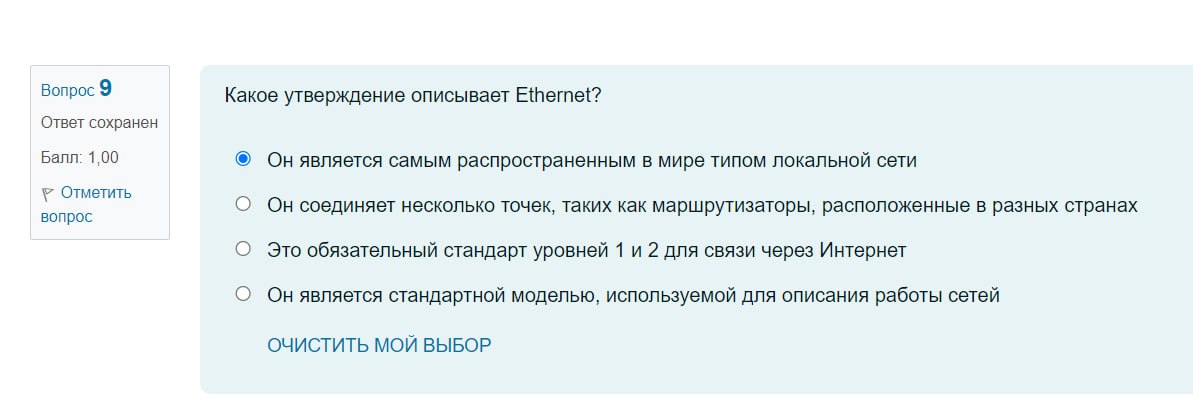 Вопрос 9
Ответ сохранен
Балл: 1,00
Отметить
вопрос
Какое утверждение описывает Ethernet?
Он является самым распространенным в мире типом локальной сети
Он соединяет несколько точек, таких как маршрутизаторы, расположенные в разных странах
Это обязательный стандарт уровней 1 и 2 для связи через Интернет
Он является стандартной моделью, используемой для описания работы сетей
ОЧИСТИТЬ МОЙ ВЫБОР